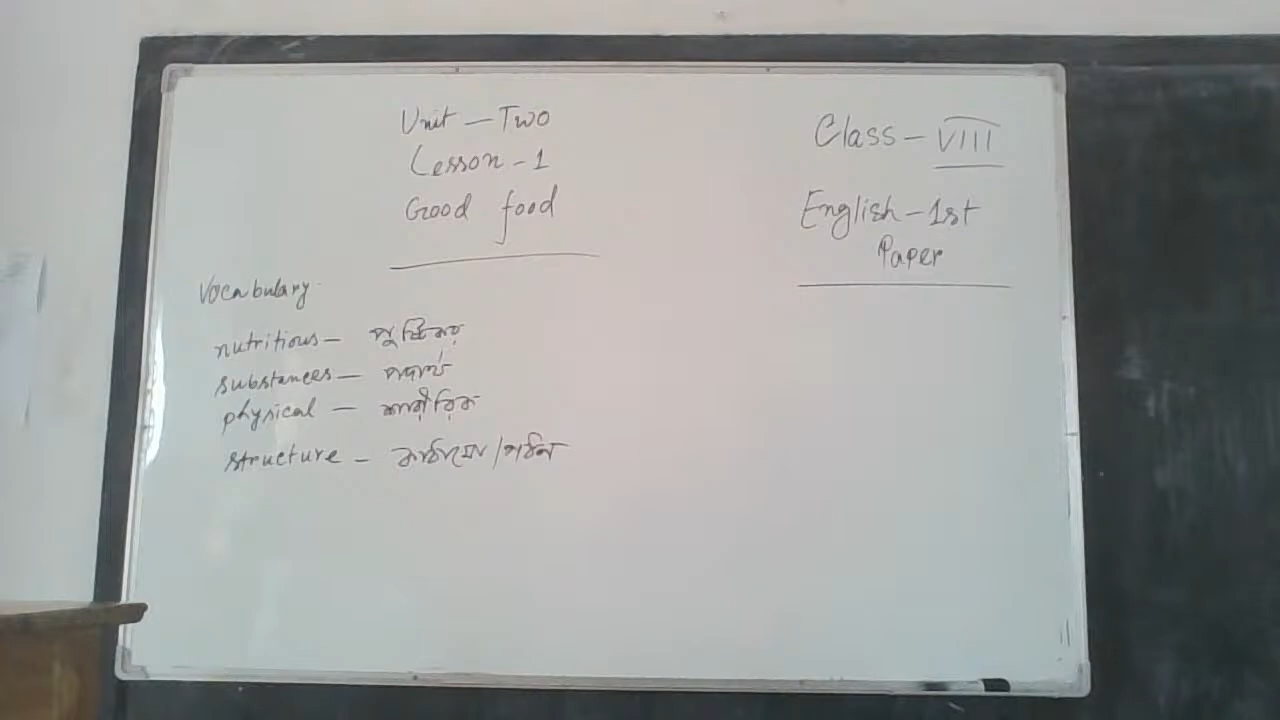 Unit - Two
Lesson - 1
Good food
Class - VIII
English - 1st
Paper
Vocabulary
nutritious - পুষ্টিকর
substances - পদার্থ
physical - শারীরিক
structure - কাঠামো/গঠন